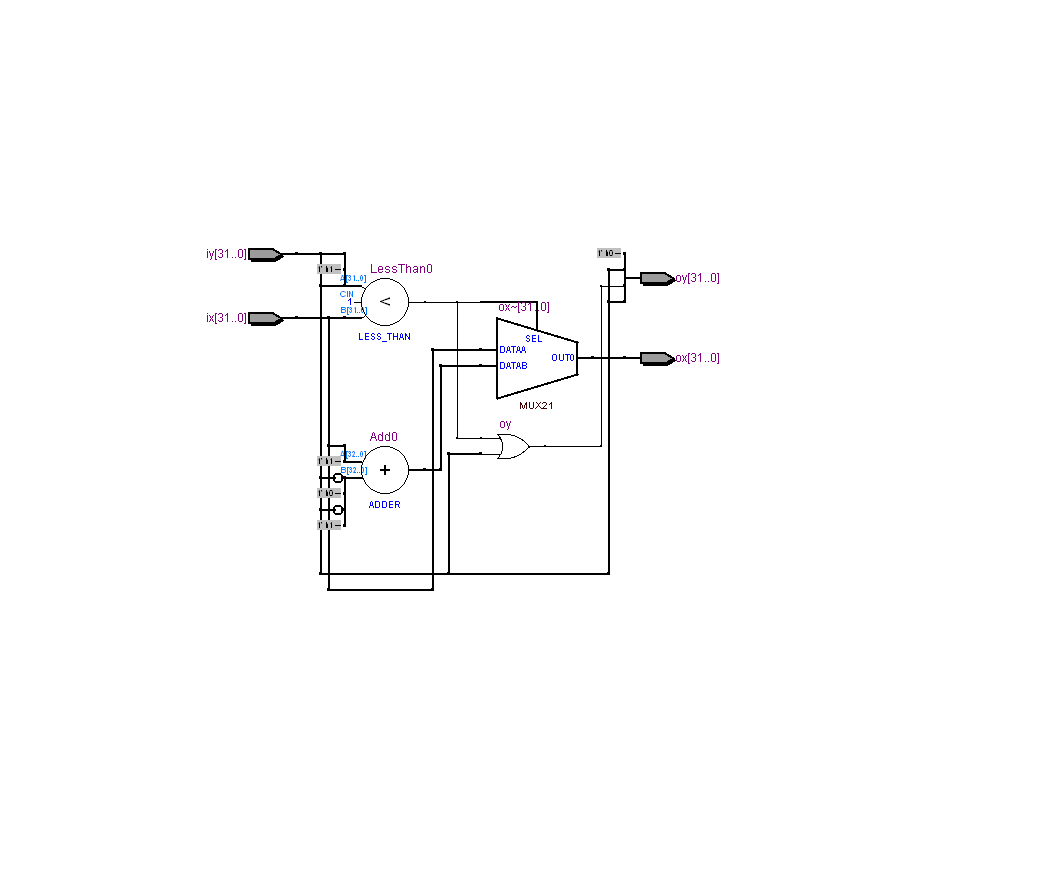 iy[31..0]
1' h0
1' h1
LessThan0
A[31..0]
oy[31..0]
CIN
1
<
B[31..0]
ox~[31..0]
ix[31..0]
LESS_THAN
SEL
DATAA
OUT0
ox[31..0]
DATAB
MUX21
oy
Add0
A[32..0]
1' h1
B[32..0]
+
1' h0
ADDER
1' h1